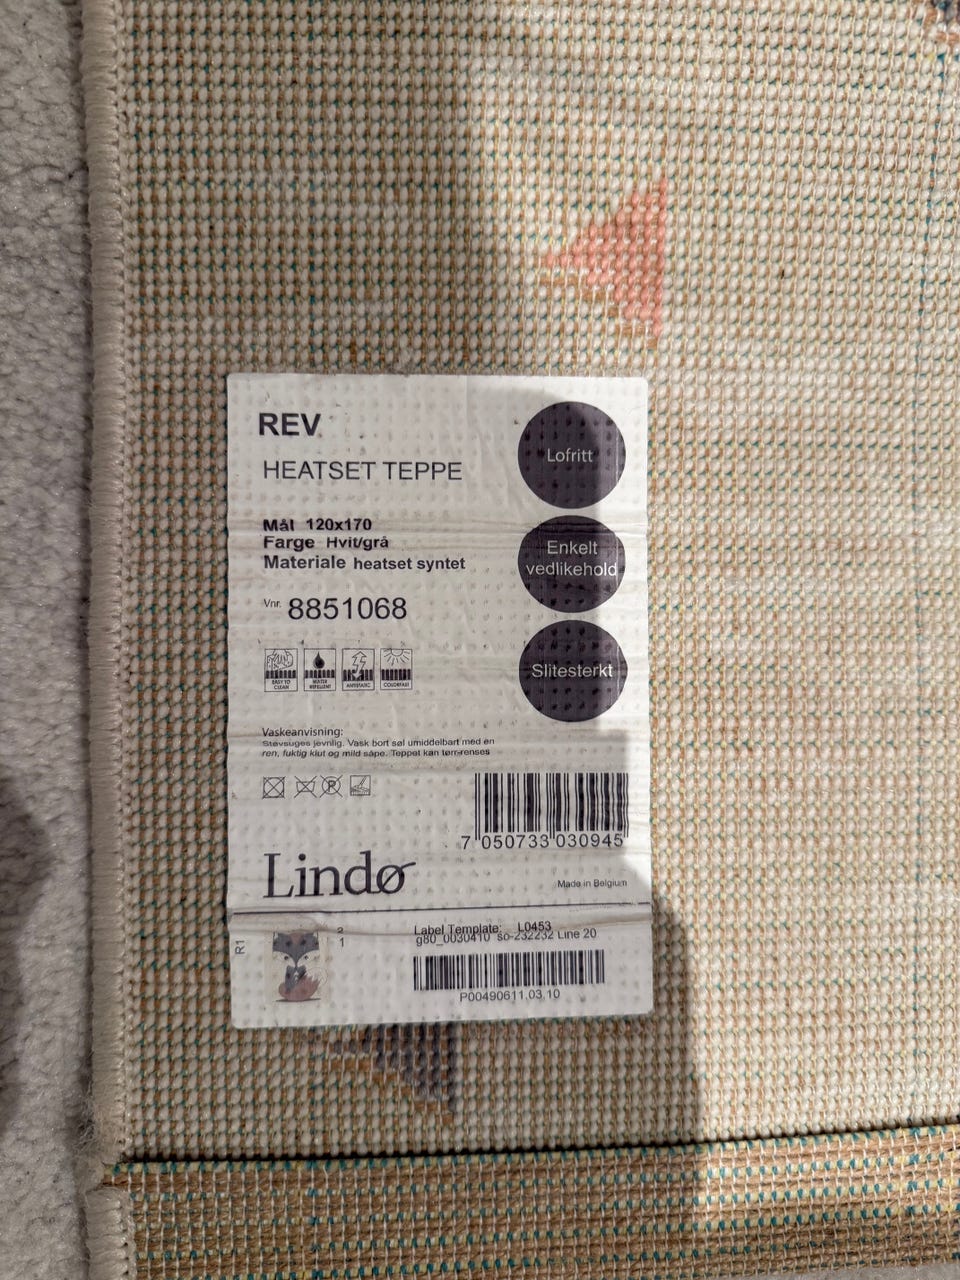 REV
HEATSET TEPPE
Lofritt
Mål 120x170
Farge Hvit/grå
Materiale heatset syntet
Enkelt
vedlikehold
Vnr. 8851068
Slitesterkt
EASY TO
CLEAN
WATER
REPELLENT
ANTISTATIC
COLORFAST
Vaskeanvisning:
Støvsuges jevnlig. Vask bort søl umiddelbart med en
ren, fuktig klut og mild såpe. Teppet kan tørr-renses
P
7 050733 030945
Lindø
Made in Belgium
R1
2
1
Label Template: L0453
g80_0030410 so-232232 Line 20
P00490611.03.10